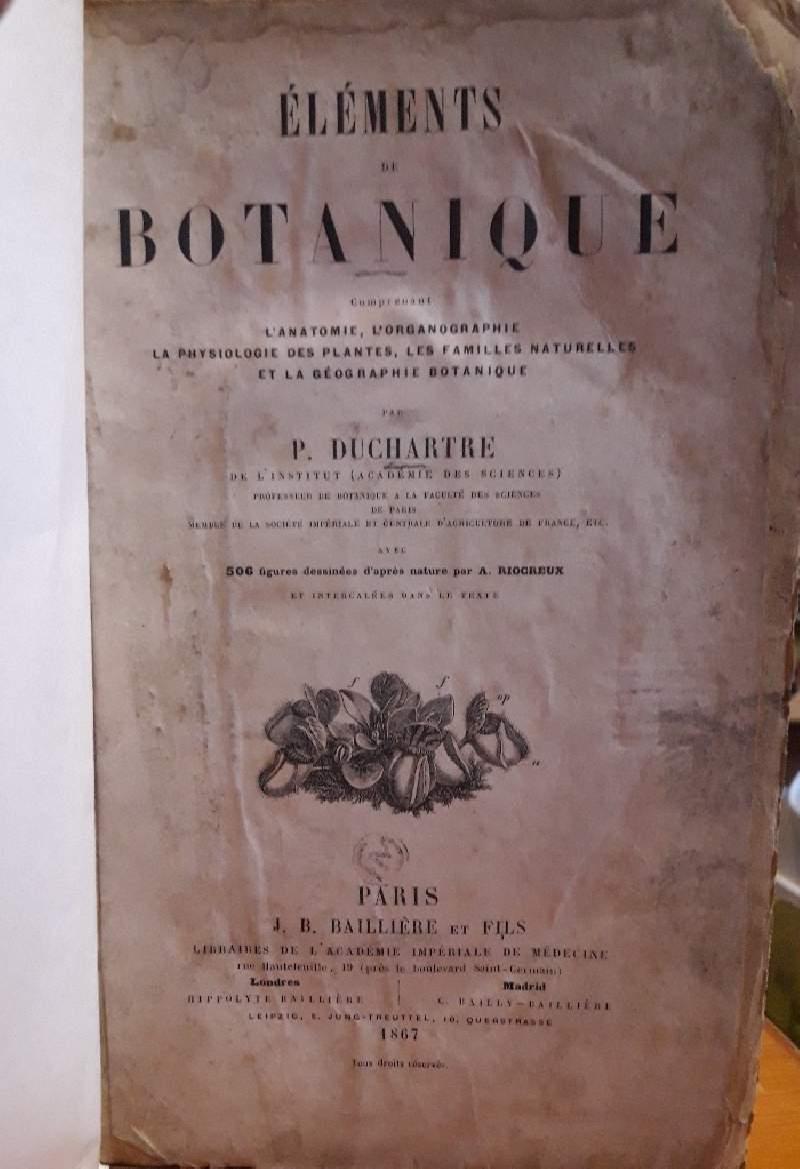 ÉLÉMENTS
DE
BOTANIQUE
Comprenant
L'ANATOMIE, L'ORGANOGRAPHIE
LA PHYSIOLOGIE DES PLANTES, LES FAMILLES NATURELLES
ET LA GÉOGRAPHIE BOTANIQUE
PAR
P. DUCHARTRE
DE L'INSTITUT (ACADÉMIE DES SCIENCES)
PROFESSEUR DE BOTANIQUE A LA FACULTÉ DES SCIENCES
DE PARIS
MEMBRE DE LA SOCIÉTÉ IMPÉRIALE ET CENTRALE D'AGRICULTURE DE FRANCE, ETC.
AVEC
506 figures dessinées d'après nature par A. RIOCREUX
ET INTERCALÉES DANS LE TEXTE
f f op
PARIS
J. B. BAILLIÈRE ET FILS
LIBRAIRES DE L'ACADÉMIE IMPÉRIALE DE MÉDECINE
rue Hautefeuille, 19 (près le boulevard Saint-Germain)
Londres Madrid
HIPPOLYTE BAILLIÈRE C. BAILLY-BAILLIÈRE
LEIPZIG, E. JUNG-TREUTTEL, 10, QUERSTRASSE
1867
Tous droits réservés.